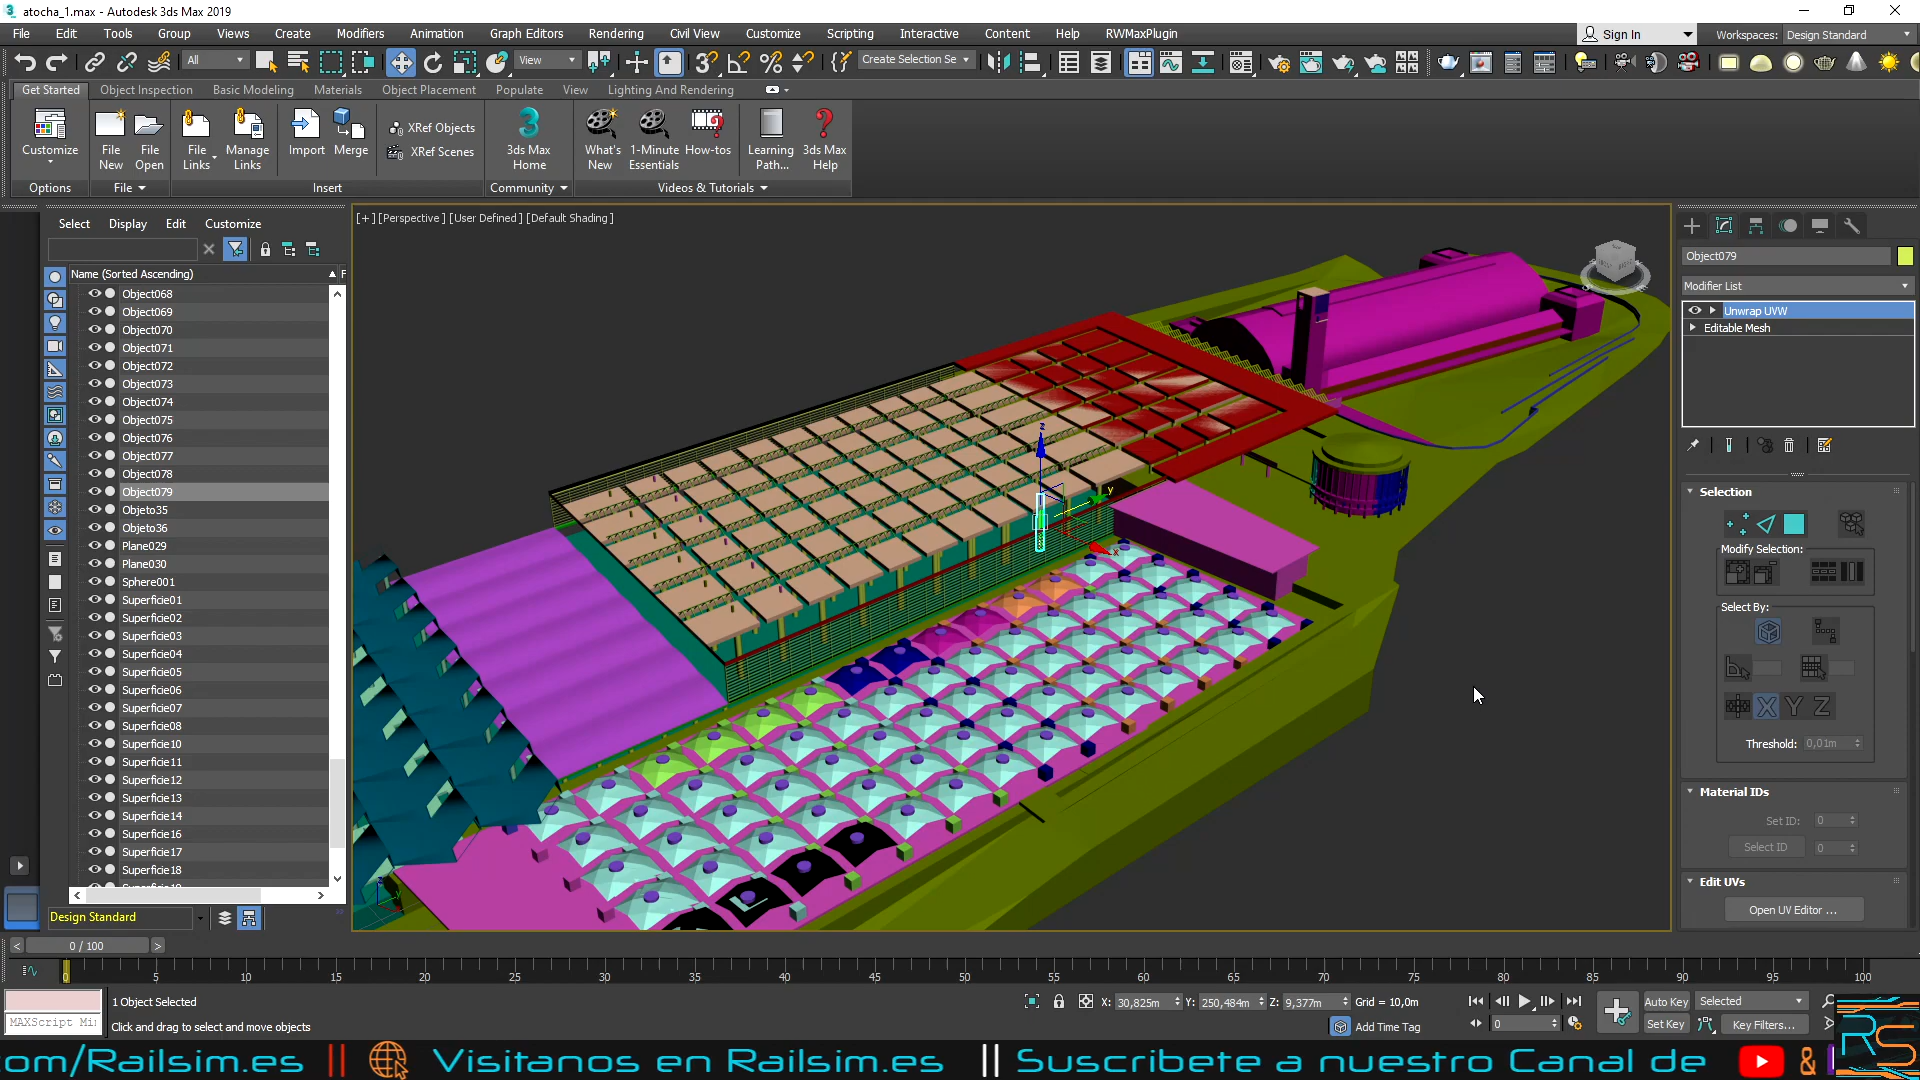 atocha_1.max - Autodesk 3ds Max 2019
File Edit Tools Group Views Create Modifiers Animation Graph Editors Rendering Civil View Customize Scripting Interactive Content Help RWMaxPlugin
Sign In Workspaces: Design Standard
All View Create Selection Se
Get Started Object Inspection Basic Modeling Materials Object Placement Populate View Lighting And Rendering
Customize
File New
File Open
File Links
Manage Links
Import
Merge
XRef Objects
XRef Scenes
3ds Max Home
What's New
1-Minute Essentials
How-tos
Learning Path...
3ds Max Help
Options File Insert Community Videos & Tutorials
Select Display Edit Customize
Name (Sorted Ascending) F
Object068
Object069
Object070
Object071
Object072
Object073
Object074
Object075
Object076
Object077
Object078
Object079
Objeto35
Objeto36
Plane029
Plane030
Sphere001
Superficie01
Superficie02
Superficie03
Superficie04
Superficie05
Superficie06
Superficie07
Superficie08
Superficie10
Superficie11
Superficie12
Superficie13
Superficie14
Superficie16
Superficie17
Superficie18
Design Standard
[+] [Perspective] [User Defined] [Default Shading]
z
y
x
Object079
Modifier List
Unwrap UVW
Editable Mesh
Selection
Modify Selection:
Select By:
X Y Z
Threshold: 0,01m
Material IDs
Set ID: 0
Select ID 0
Edit UVs
Open UV Editor ...
0 / 100
0 5 10 15 20 25 30 35 40 45 50 55 60 65 70 75 80 85 90 95 100
1 Object Selected
X: 30,825m Y: 250,484m Z: 9,377m Grid = 10,0m
Auto Key Selected
MAXScript Mi
Click and drag to select and move objects
Add Time Tag
0
Set Key Key Filters...
com/Railsim.es || Visitanos en Railsim.es || Suscribete a nuestro Canal de &
RS